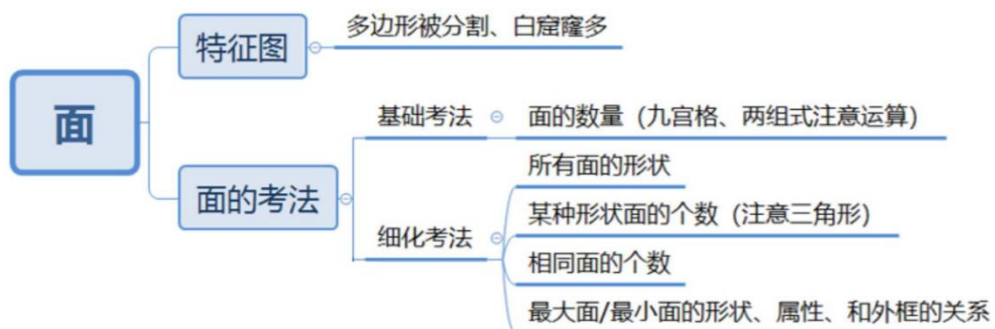 面
特征图
多边形被分割、白窟窿多
面的考法
基础考法
面的数量（九宫格、两组式注意运算）
细化考法
所有面的形状
某种形状面的个数（注意三角形）
相同面的个数
最大面/最小面的形状、属性、和外框的关系